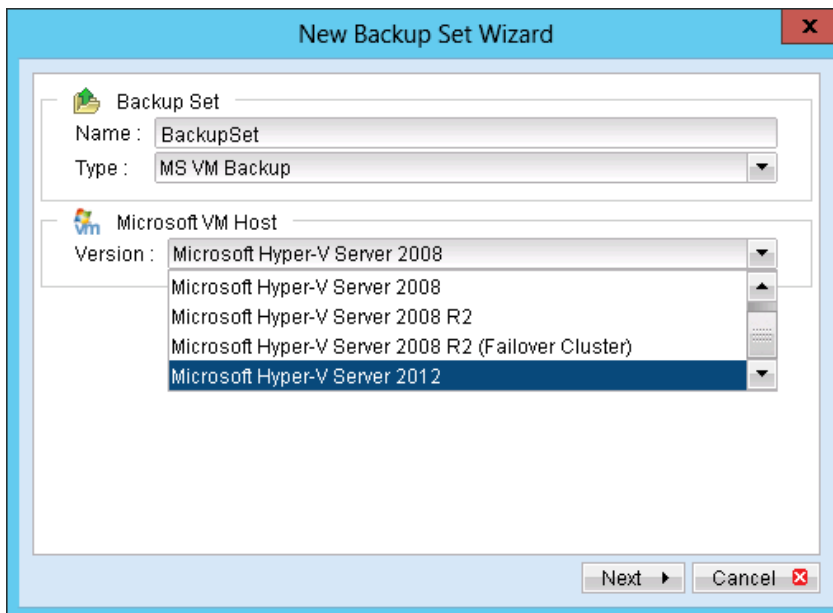 New Backup Set Wizard
x
Backup Set
Name : BackupSet
Type : MS VM Backup
vm Microsoft VM Host
Version : Microsoft Hyper-V Server 2008
Microsoft Hyper-V Server 2008
Microsoft Hyper-V Server 2008 R2
Microsoft Hyper-V Server 2008 R2 (Failover Cluster)
Microsoft Hyper-V Server 2012
Next Cancel